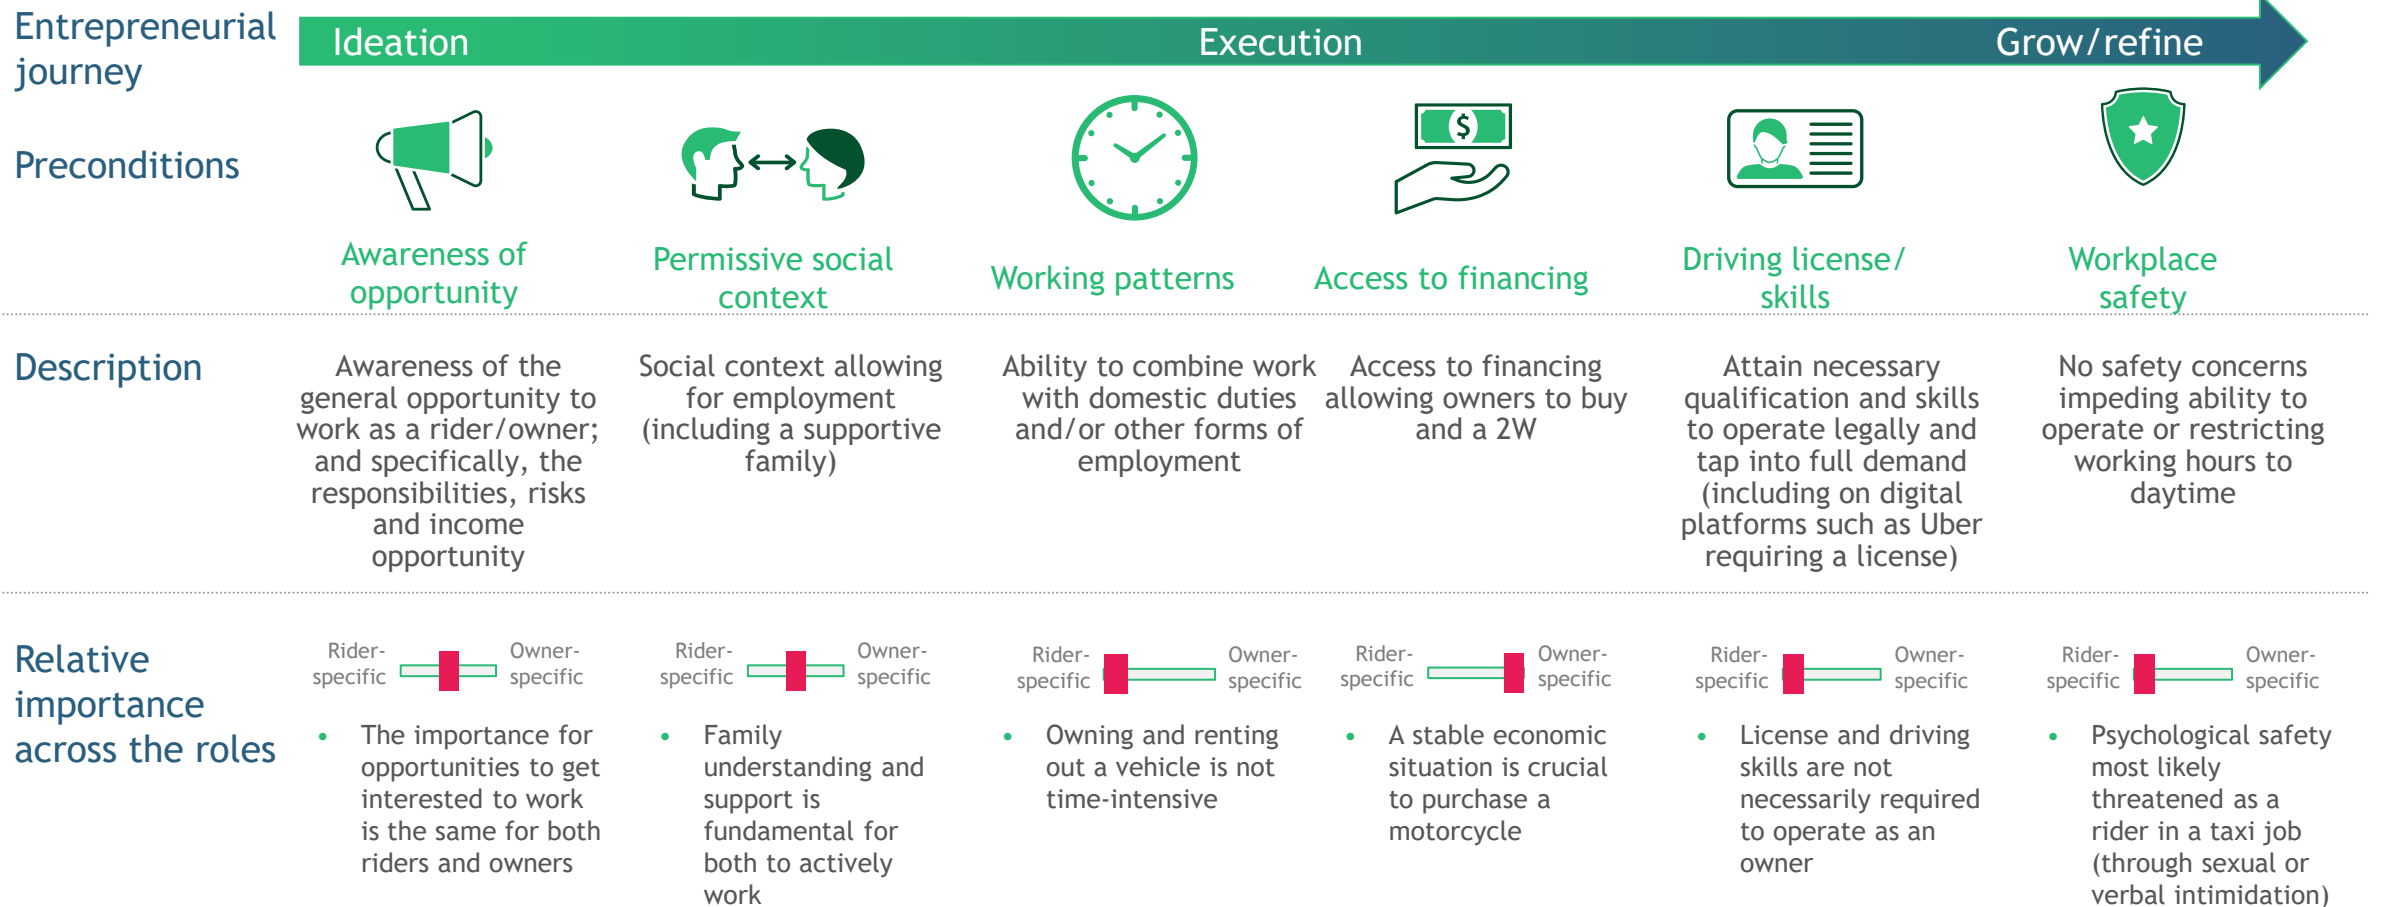 Entrepreneurial
journey
Ideation
Execution
Grow/refine
Preconditions
$
Awareness of
opportunity
Permissive social
context
Working patterns
Access to financing
Driving license/
skills
Workplace
safety
Description
Awareness of the
general opportunity to
work as a rider/owner;
and specifically, the
responsibilities, risks
and income
opportunity
Social context allowing
for employment
(including a supportive
family)
Ability to combine work
with domestic duties
and/or other forms of
employment
Access to financing
allowing owners to buy
and a 2W
Attain necessary
qualification and skills
to operate legally and
tap into full demand
(including on digital
platforms such as Uber
requiring a license)
No safety concerns
impeding ability to
operate or restricting
working hours to
daytime
Relative
importance
across the roles
Rider-
specific
Owner-
specific
• The importance for
opportunities to get
interested to work
is the same for both
riders and owners
Rider-
specific
Owner-
specific
• Family
understanding and
support is
fundamental for
both to actively
work
Rider-
specific
Owner-
specific
• Owning and renting
out a vehicle is not
time-intensive
Rider-
specific
Owner-
specific
• A stable economic
situation is crucial
to purchase a
motorcycle
Rider-
specific
Owner-
specific
• License and driving
skills are not
necessarily required
to operate as an
owner
Rider-
specific
Owner-
specific
• Psychological safety
most likely
threatened as a
rider in a taxi job
(through sexual or
verbal intimidation)